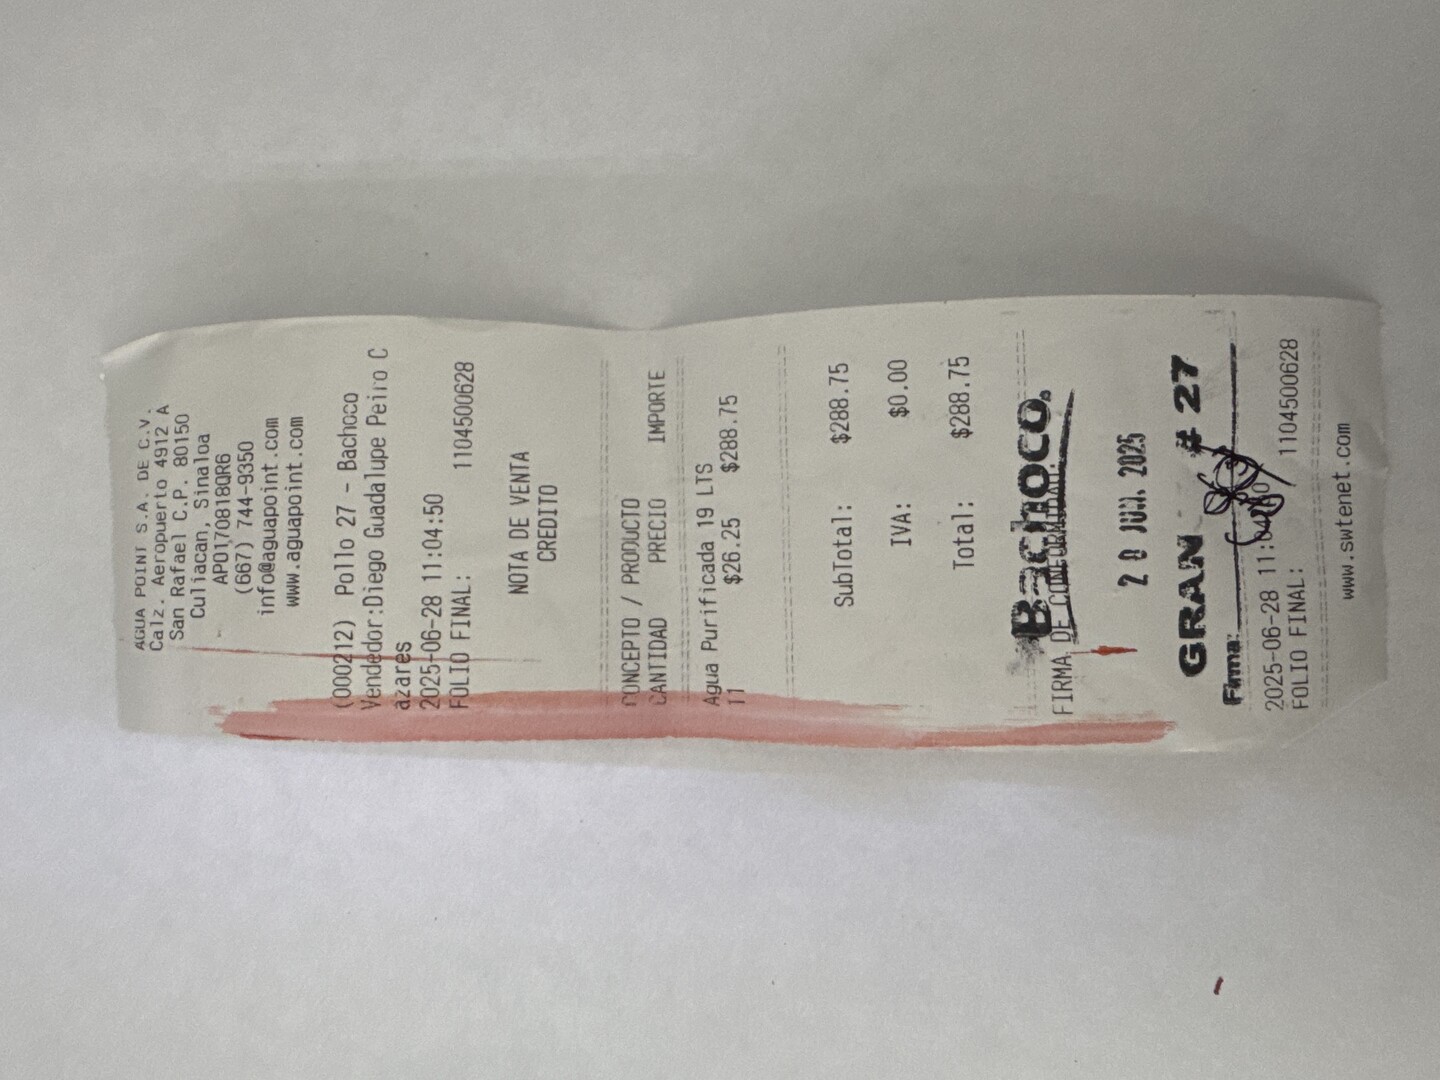 AGUA POINT S.A. DE C.V.
Calz. Aeropuerto 4912 A
San Rafael C.P. 80150
Culiacan, Sinaloa
APO170818QR6
(667) 744-9350
info@aguapoint.com
www.aguapoint.com
(000212) Pollo 27 - Bachoco
Vendedor:Diego Guadalupe Peiro C
azares
2025-06-28 11:04:50
FOLIO FINAL: 1104500628
NOTA DE VENTA
CREDITO
CONCEPTO / PRODUCTO
CANTIDAD PRECIO IMPORTE
Agua Purificada 19 LTS
11 $26.25 $288.75
SubTotal: $288.75
IVA: $0.00
Total: $288.75
Bachoco.
FIRMA DE CONFORMIDAD.
28 JUN. 2025
GRAN # 27
Firma:
2025-06-28 11:04:50
FOLIO FINAL: 1104500628
www.swtenet.com